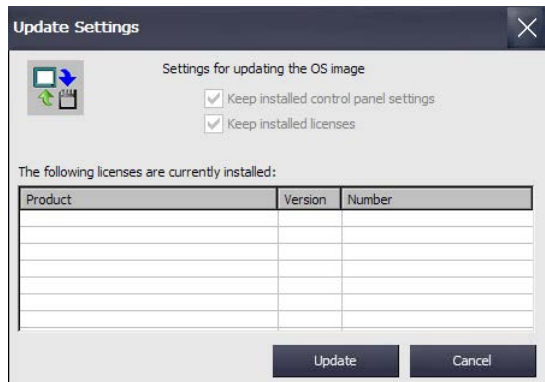 Update Settings
Settings for updating the OS image
Keep installed control panel settings
Keep installed licenses
The following licenses are currently installed:
Product Version Number
Update Cancel